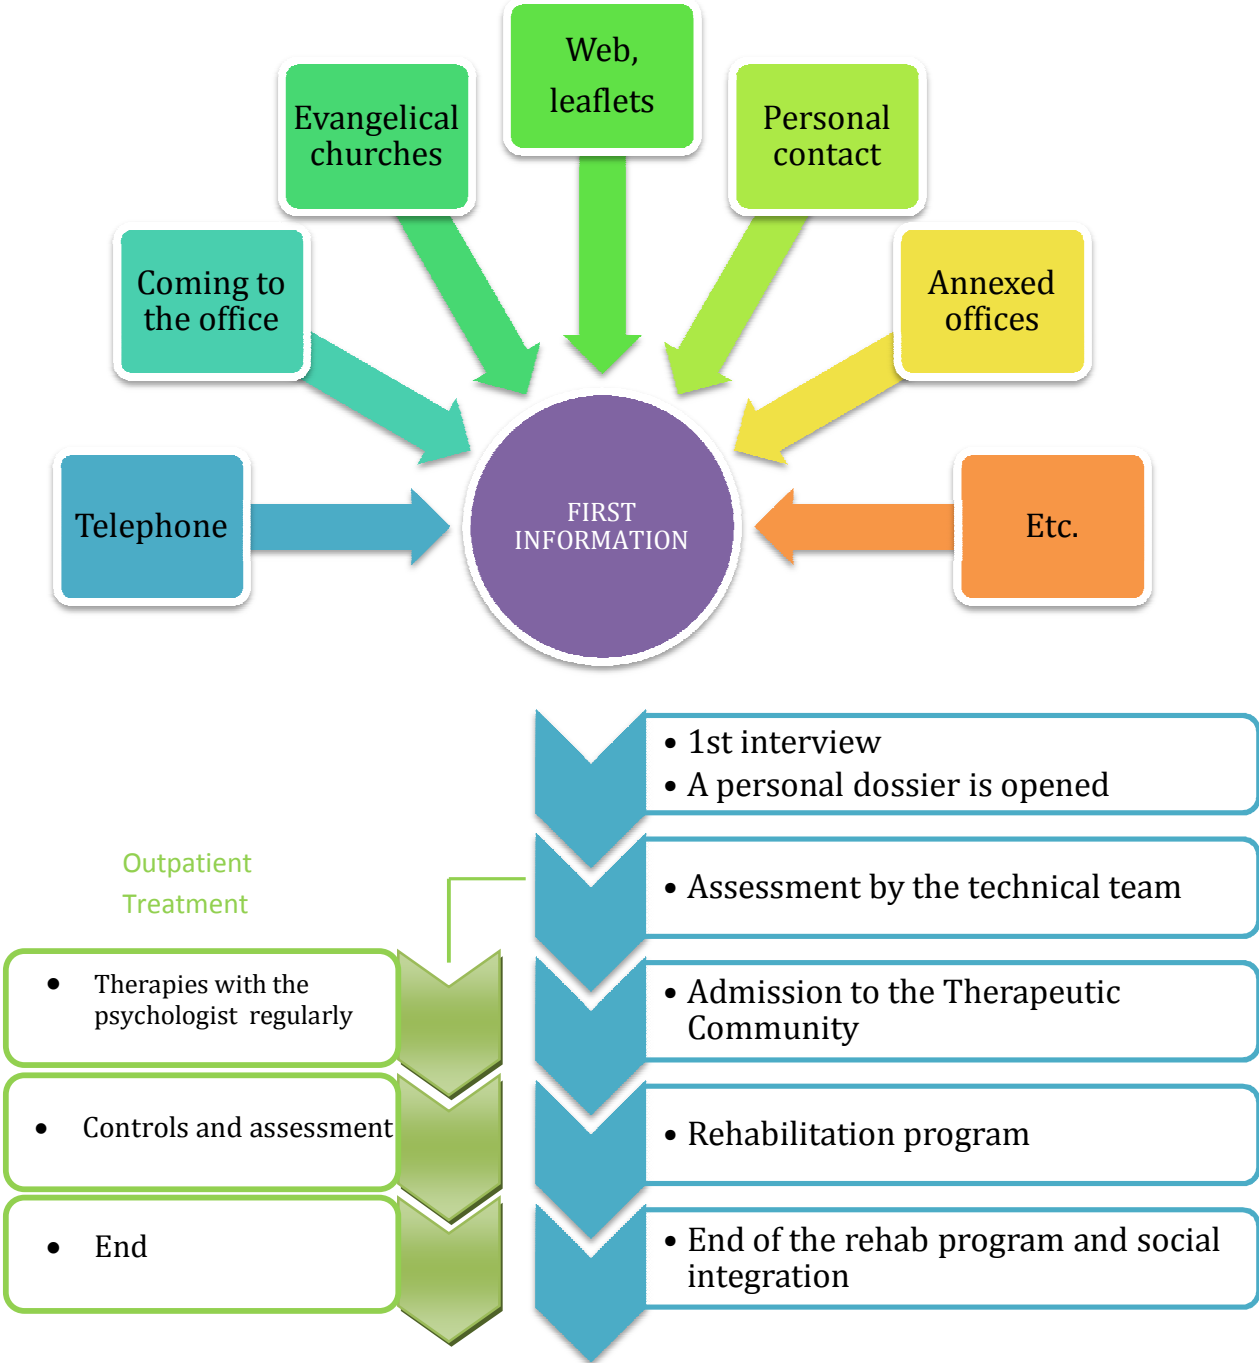 Web,
leaflets
Evangelical
churches
Personal
contact
Coming to
the office
Annexed
offices
Telephone
FIRST
INFORMATION
Etc.
• 1st interview
• A personal dossier is opened
Outpatient
Treatment
• Assessment by the technical team
• Therapies with the
psychologist regularly
• Admission to the Therapeutic
Community
• Controls and assessment
• Rehabilitation program
• End
• End of the rehab program and social
integration